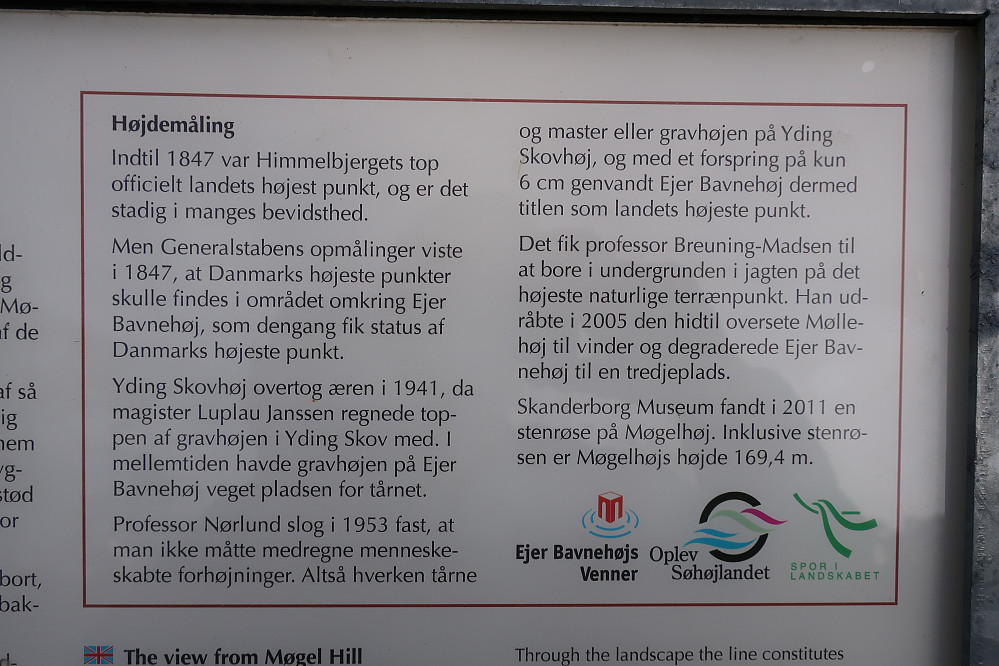 Højdemåling
Indtil 1847 var Himmelbjergets top
officielt landets højest punkt, og er det
stadig i manges bevidsthed.
Men Generalstabens opmålinger viste
i 1847, at Danmarks højeste punkter
skulle findes i området omkring Ejer
Bavnehøj, som dengang fik status af
Danmarks højeste punkt.
Yding Skovhøj overtog æren i 1941, da
magister Luplau Janssen regnede top-
pen af gravhøjen i Yding Skov med. I
mellemtiden havde gravhøjen på Ejer
Bavnehøj veget pladsen for tårnet.
Professor Nørlund slog i 1953 fast, at
man ikke måtte medregne menneske-
skabte forhøjninger. Altså hverken tårne
og master eller gravhøjen på Yding
Skovhøj, og med et forspring på kun
6 cm genvandt Ejer Bavnehøj dermed
titlen som landets højeste punkt.
Det fik professor Breuning-Madsen til
at bore i undergrunden i jagten på det
højeste naturlige terrænpunkt. Han ud-
råbte i 2005 den hidtil oversete Mølle-
høj til vinder og degraderede Ejer Bav-
nehøj til en tredjeplads.
Skanderborg Museum fandt i 2011 en
stenrøse på Møgelhøj. Inklusive stenrø-
sen er Møgelhøjs højde 169,4 m.
Ejer Bavnehøjs
Venner
Oplev
Søhøjlandet
SPOR I
LANDSKABET
The view from Møgel Hill
Through the landscape the line constitutes
af så
af de
Mø-
stød
bort,
bak-